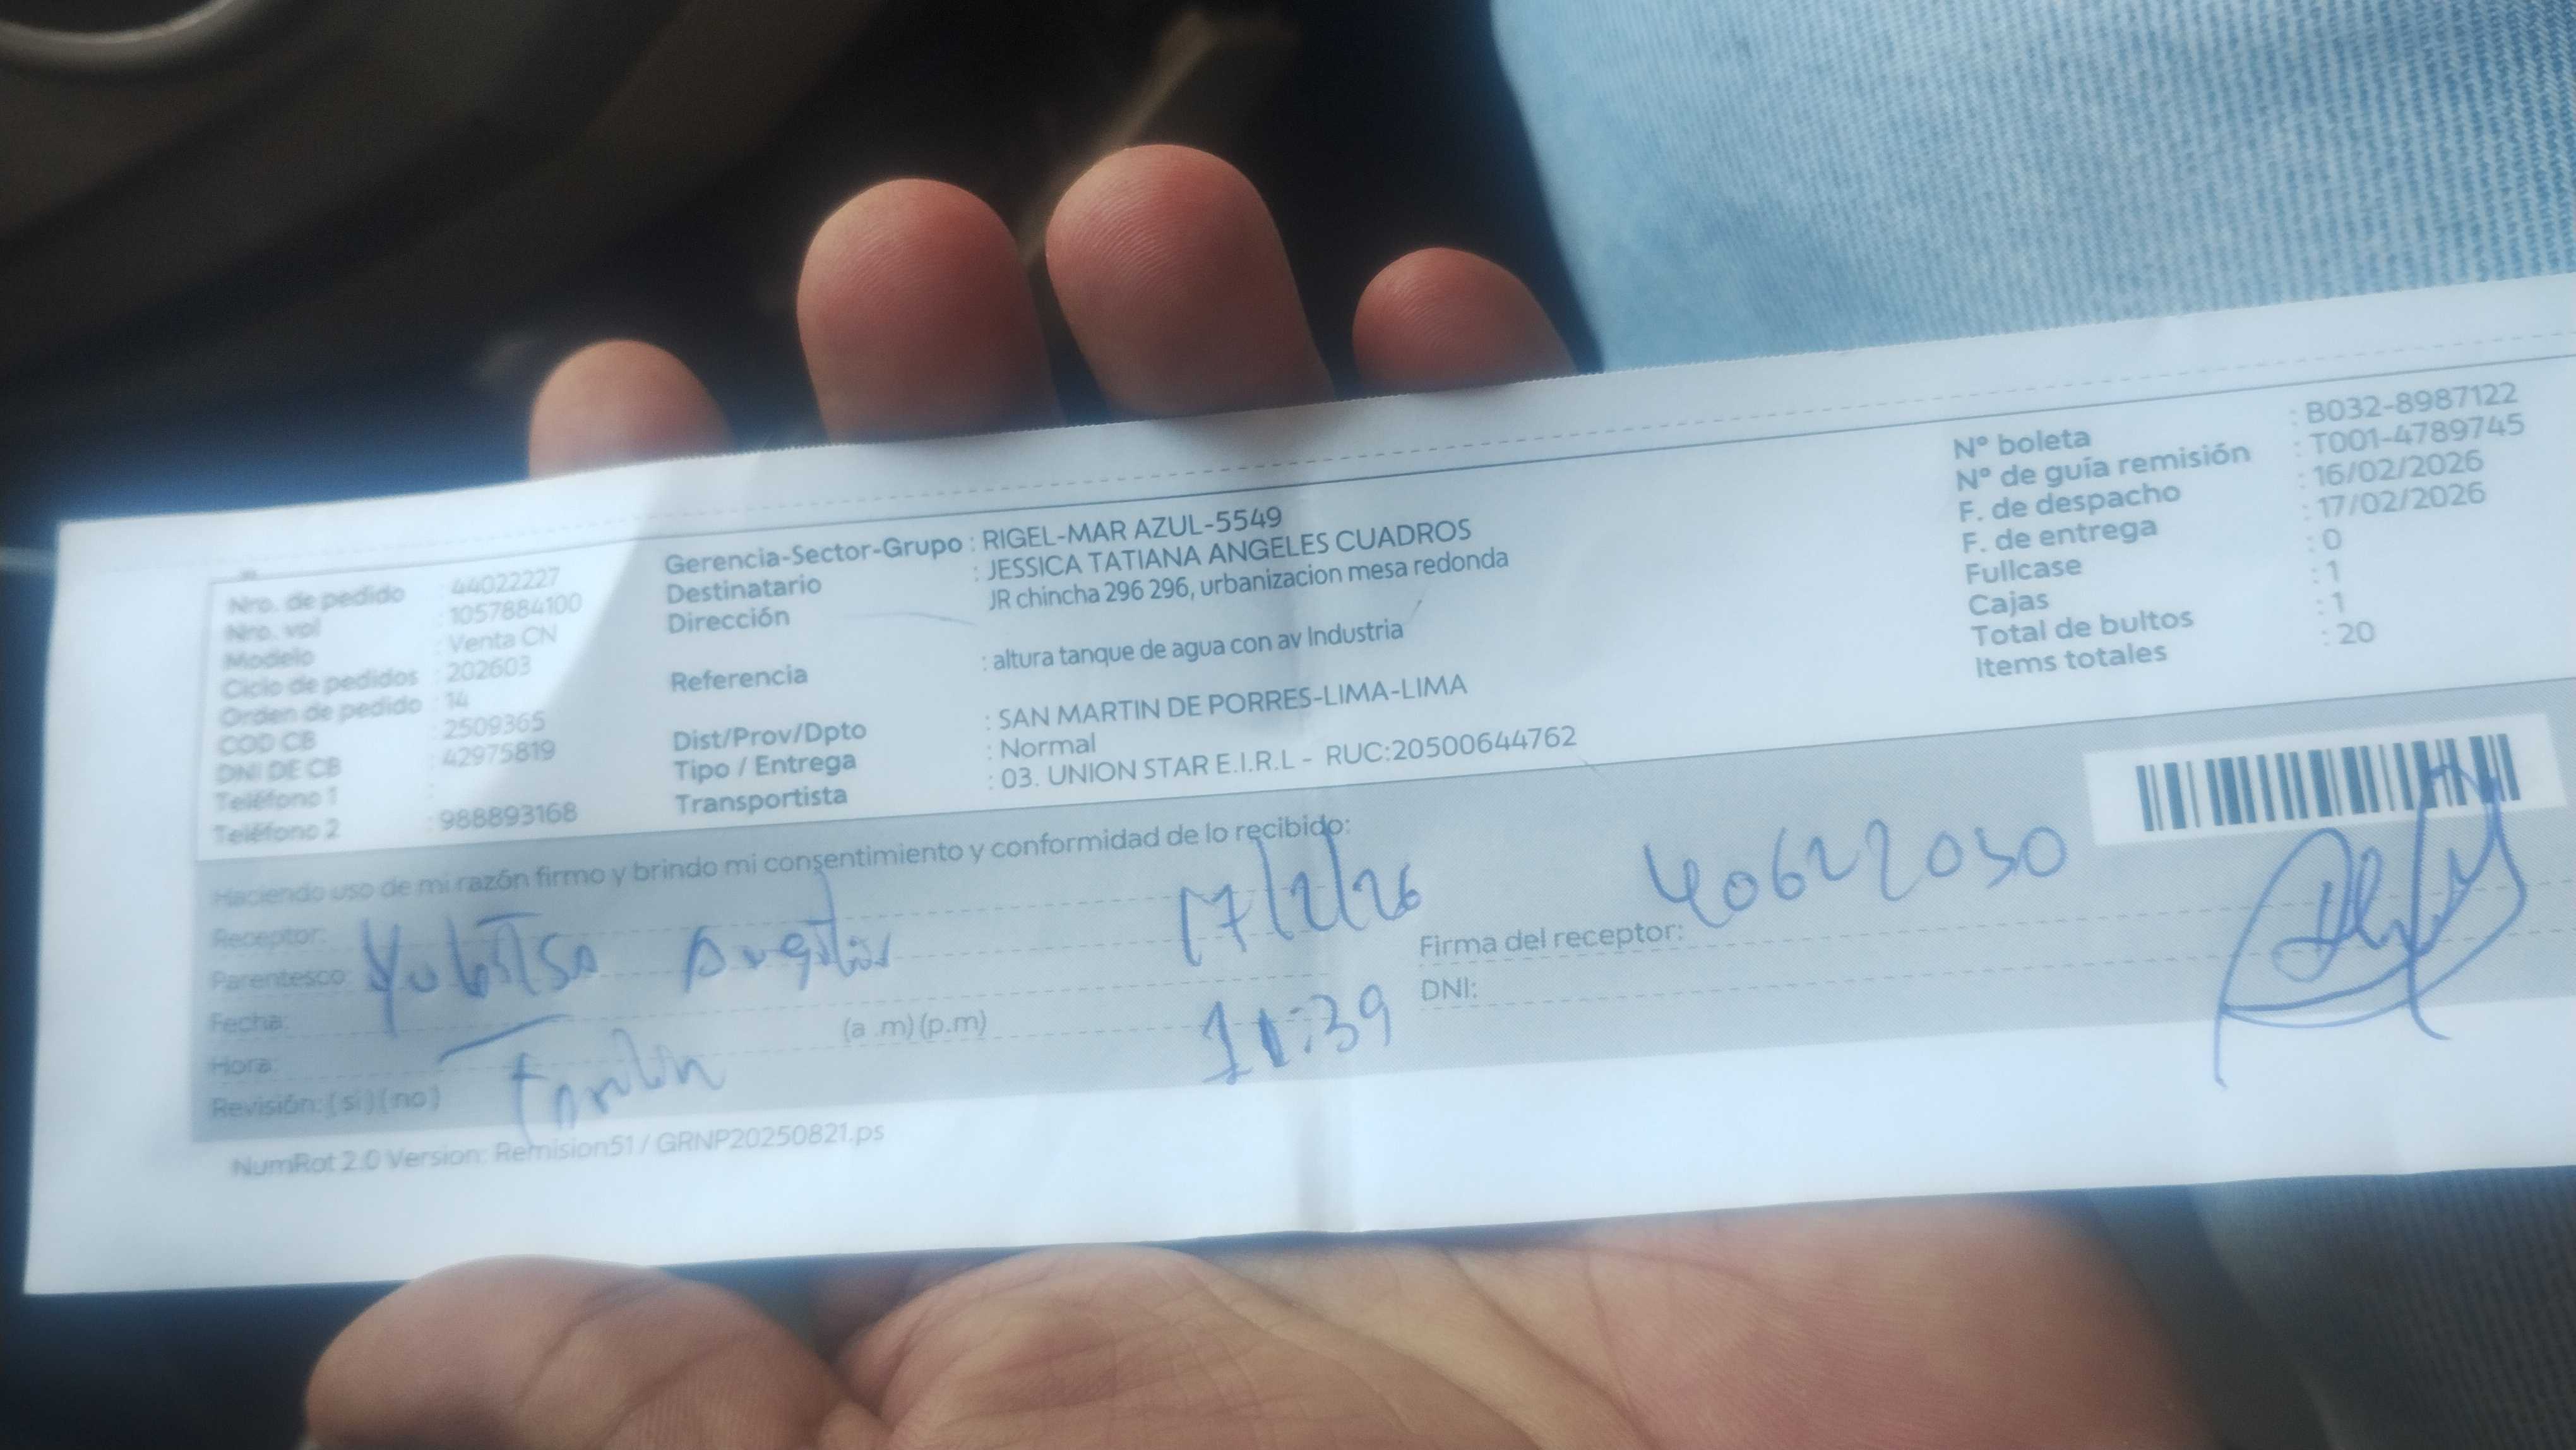 Nro. de pedido : 44022227
Nro. vol : 1057884100
Modelo : Venta CN
Ciclo de pedidos : 202603
Orden de pedido : 14
COD CB : 2509365
DNI DE CB : 42975819
Teléfono 1 :
Teléfono 2 : 988893168
Gerencia-Sector-Grupo : RIGEL-MAR AZUL-5549
Destinatario : JESSICA TATIANA ANGELES CUADROS
Dirección JR chincha 296 296, urbanizacion mesa redonda
Referencia : altura tanque de agua con av Industria
Dist/Prov/Dpto : SAN MARTIN DE PORRES-LIMA-LIMA
Tipo / Entrega : Normal
Transportista : 03. UNION STAR E.I.R.L - RUC:20500644762
N° boleta : B032-8987122
N° de guía remisión : T001-4789745
F. de despacho : 16/02/2026
F. de entrega : 17/02/2026
Fullcase : 0
Cajas : 1
Total de bultos : 1
Items totales : 20
Haciendo uso de mi razón firmo y brindo mi consentimiento y conformidad de lo recibido:
Receptor:
Parentesco:
Fecha: 17/2/26
Hora: (a .m) (p.m)
Revisión: ( si ) ( no )
Firma del receptor: 
DNI:
NumRot 2.0 Version: Remision51 / GRNP20250821.ps